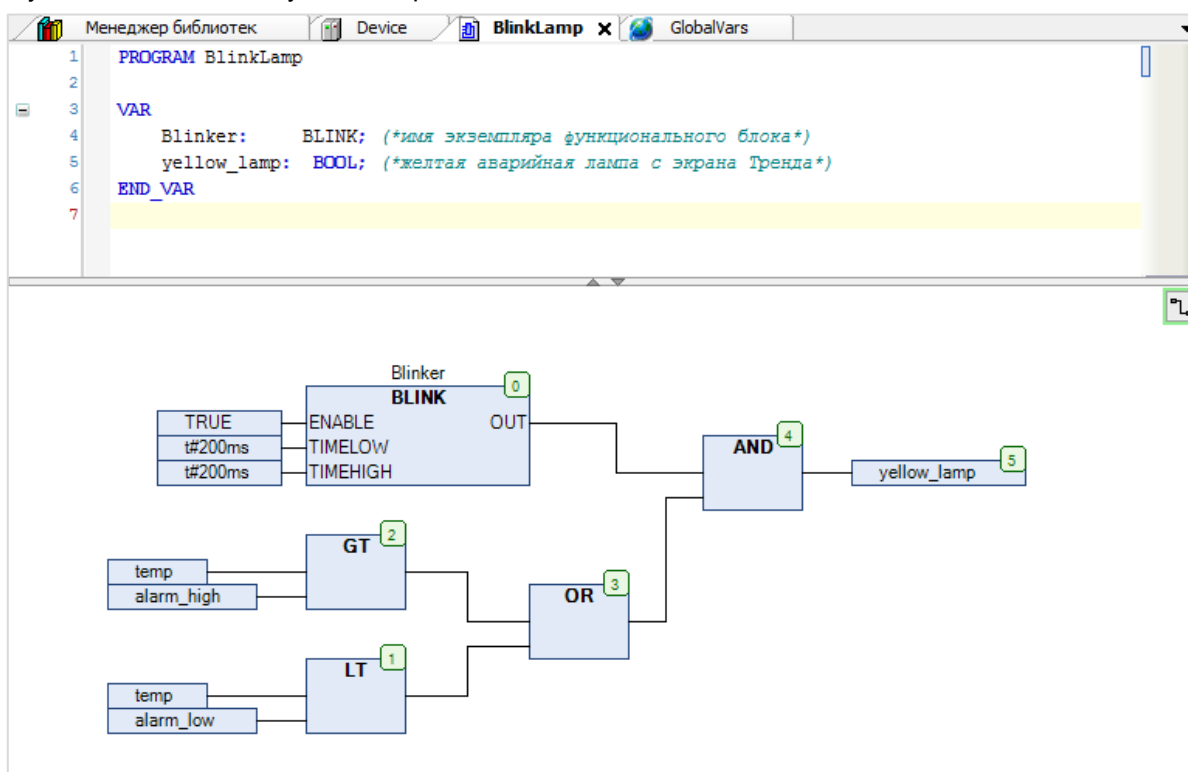 Менеджер библиотек Device BlinkLamp GlobalVars
1 PROGRAM BlinkLamp
2
3 VAR
4 Blinker: BLINK; (*имя экземпляра функционального блока*)
5 yellow_lamp: BOOL; (*желтая аварийная лампа с экрана Тренда*)
6 END_VAR
7
Blinker
0
BLINK
TRUE ENABLE OUT
t#200ms TIMELOW
t#200ms TIMEHIGH
AND 4
yellow_lamp 5
GT 2
temp
alarm_high
OR 3
LT 1
temp
alarm_low